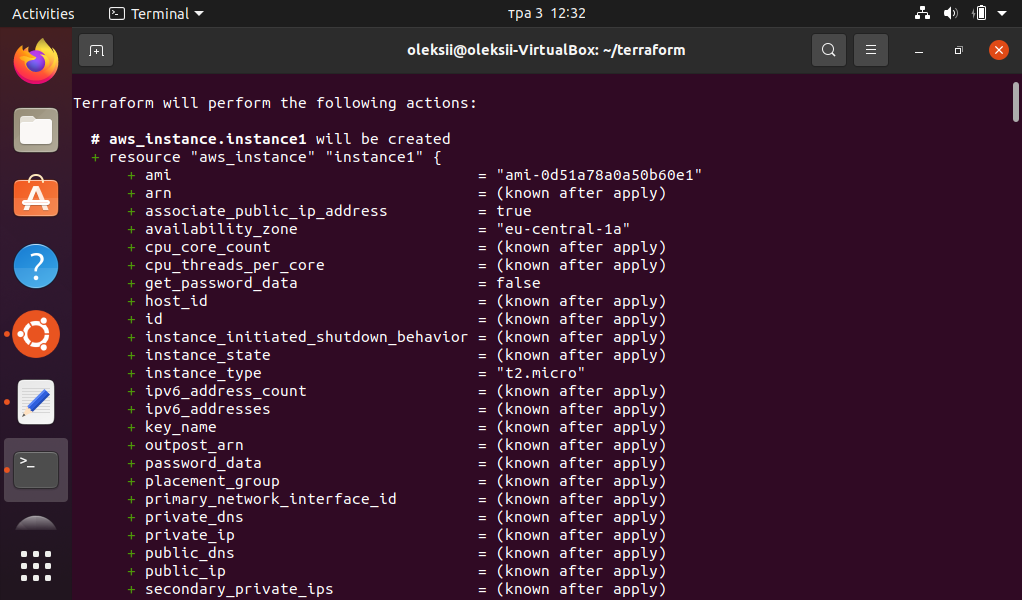 Activities Terminal тра 3 12:32
oleksii@oleksii-VirtualBox: ~/terraform
Terraform will perform the following actions:
# aws_instance.instance1 will be created
+ resource "aws_instance" "instance1" {
+ ami = "ami-0d51a78a0a50b60e1"
+ arn = (known after apply)
+ associate_public_ip_address = true
+ availability_zone = "eu-central-1a"
+ cpu_core_count = (known after apply)
+ cpu_threads_per_core = (known after apply)
+ get_password_data = false
+ host_id = (known after apply)
+ id = (known after apply)
+ instance_initiated_shutdown_behavior = (known after apply)
+ instance_state = (known after apply)
+ instance_type = "t2.micro"
+ ipv6_address_count = (known after apply)
+ ipv6_addresses = (known after apply)
+ key_name = (known after apply)
+ outpost_arn = (known after apply)
+ password_data = (known after apply)
+ placement_group = (known after apply)
+ primary_network_interface_id = (known after apply)
+ private_dns = (known after apply)
+ private_ip = (known after apply)
+ public_dns = (known after apply)
+ public_ip = (known after apply)
+ secondary_private_ips = (known after apply)